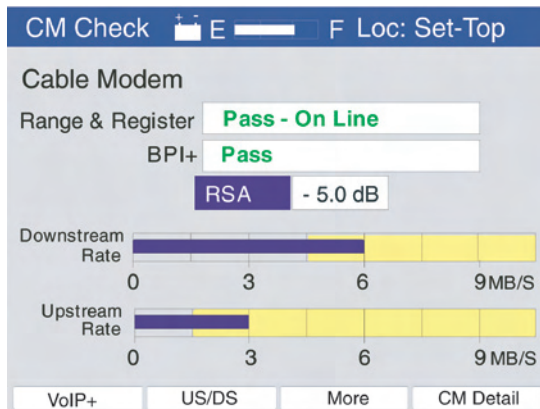 CM Check + - E F Loc: Set-Top
Cable Modem
Range & Register Pass - On Line
BPI+ Pass
RSA - 5.0 dB
Downstream
Rate
0 3 6 9 MB/S
Upstream
Rate
0 3 6 9 MB/S
VoIP+ US/DS More CM Detail